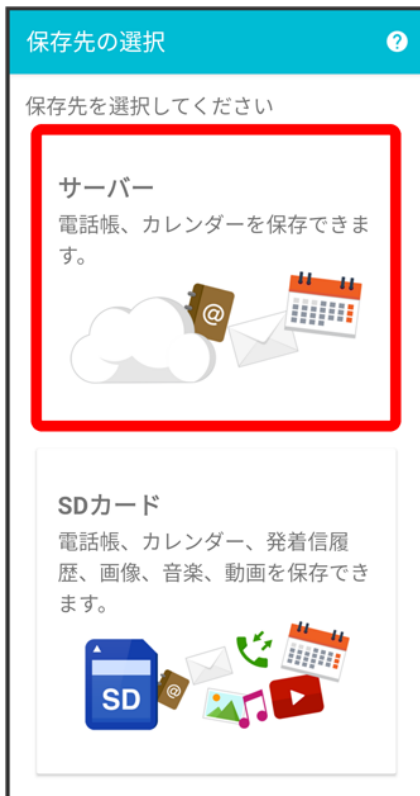 保存先の選択
?
保存先を選択してください
サーバー
電話帳、カレンダーを保存できま
す。
@
SDカード
電話帳、カレンダー、発着信履
歴、画像、音楽、動画を保存でき
ます。
SD
@